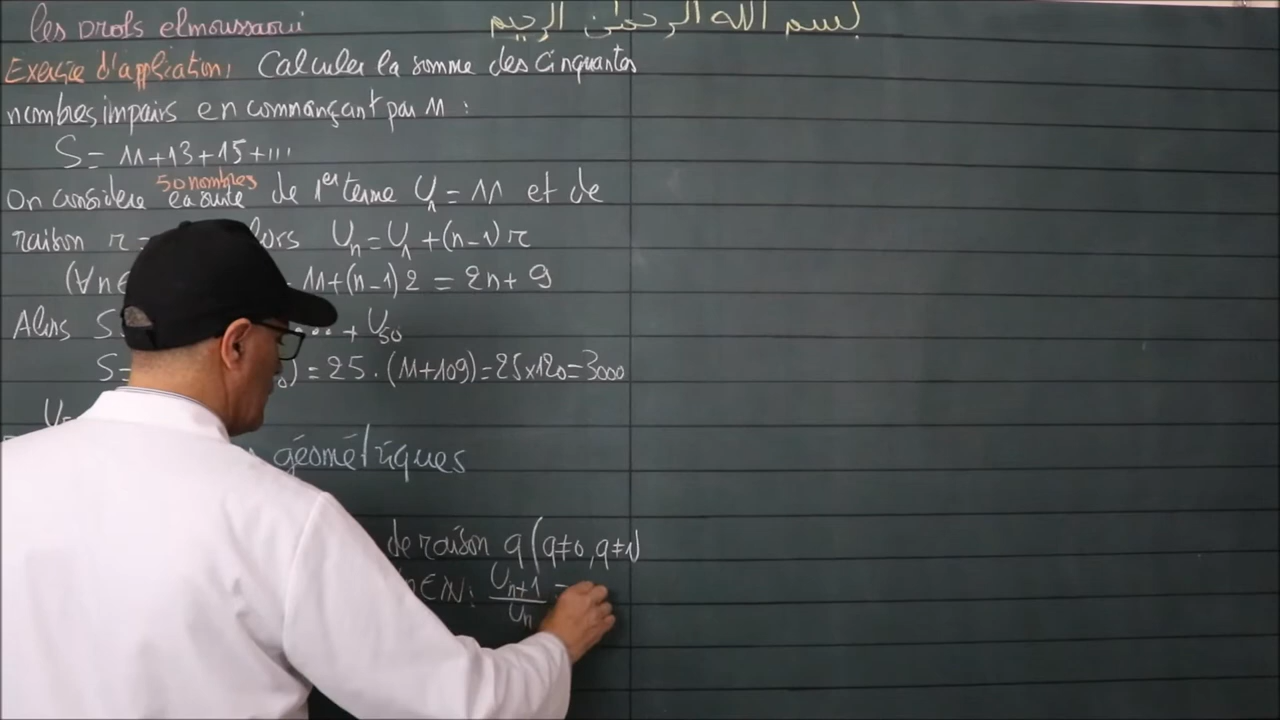 les profs elmoussaoui
بسم الله الرحمان الرحيم
Exercice d'application, Calculer la somme des Cinquantes
nombres impairs en commançant par 11 :
S = 11+13+15+...
50 nombres
On considère la suite de 1er terme U1 = 11 et de
raison r = lors Un = U1 + (n-1) r
(∀n∈ 11+(n-1) 2 = 2n + 9
Alors S ... + U50
S = ) = 25 . (11+109) = 25 x 120 = 3000
géométriques
de raison q (q≠0, q≠1)
∈ N : Un+1/Un =